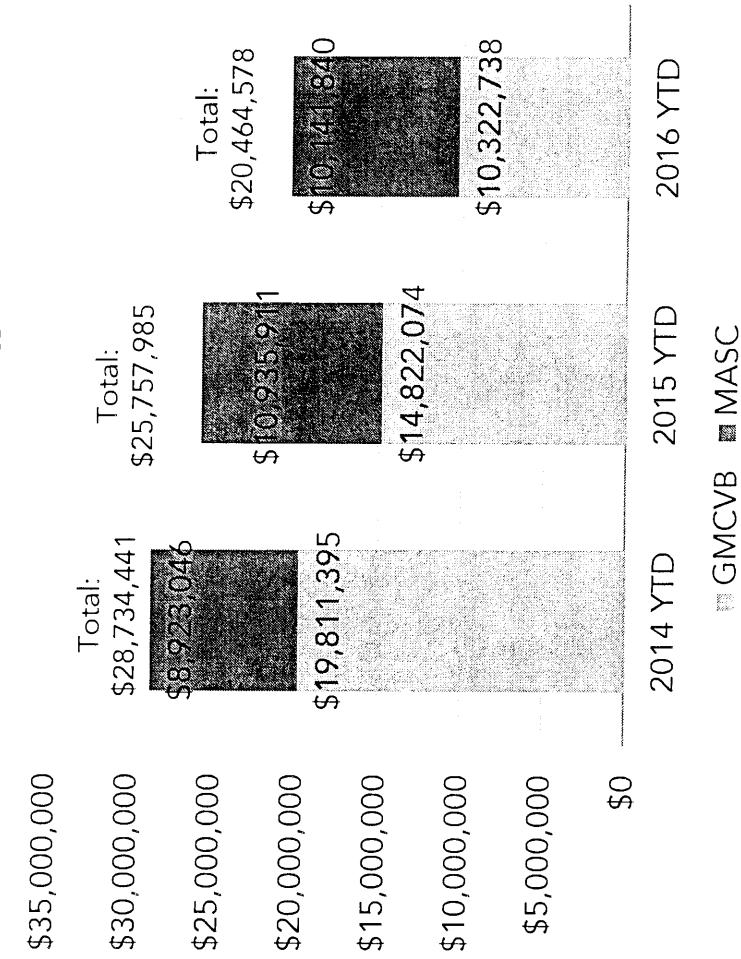 $35,000,000
$30,000,000
$25,000,000
$20,000,000
$15,000,000
$10,000,000
$5,000,000
$0
Total:
$28,734,441
$8,923,046
$19,811,395
Total:
$25,757,985
$10,935,911
$14,822,074
Total:
$20,464,578
$10,141,840
$10,322,738
2014 YTD
2015 YTD
2016 YTD
GMCVB MASC